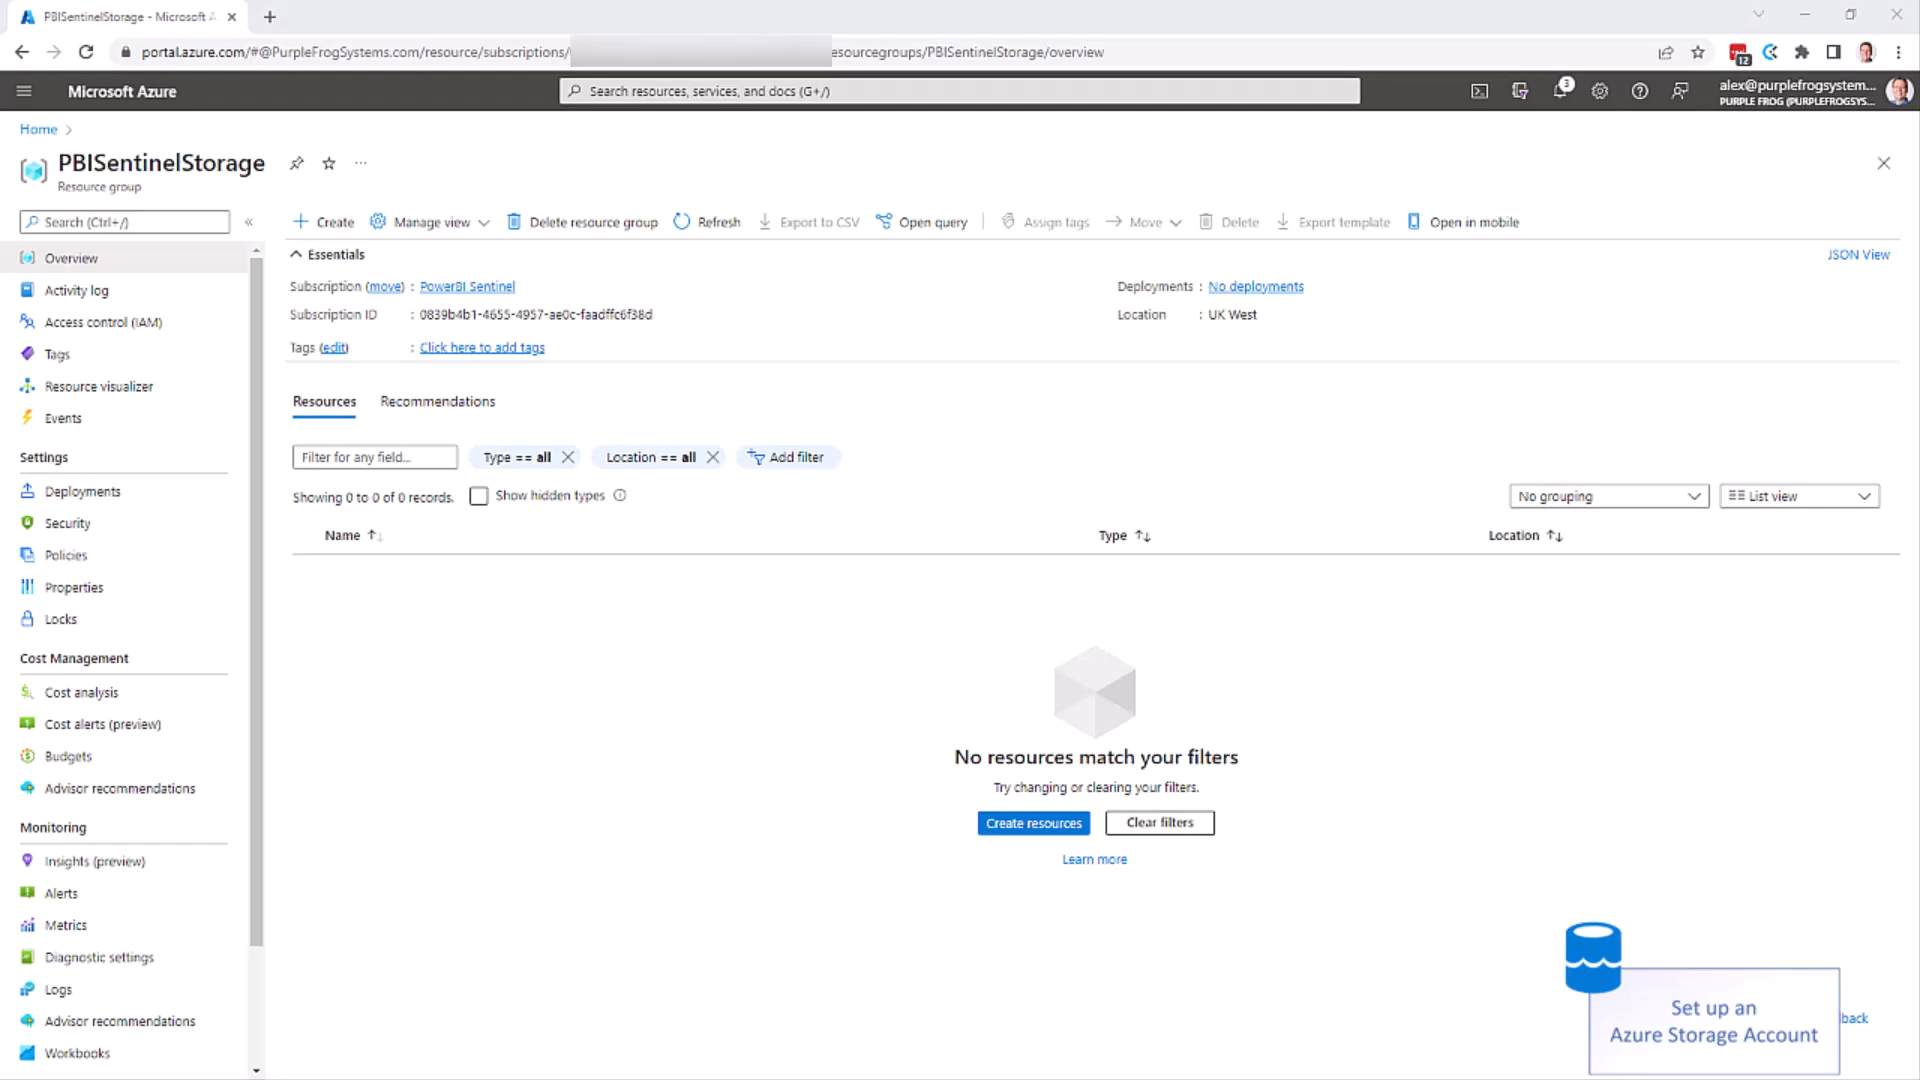 PBISentinelStorage - Microsoft A
portal.azure.com/#@PurpleFrogSystems.com/resource/subscriptions/ esourcegroups/PBISentinelStorage/overview
12
Microsoft Azure
Search resources, services, and docs (G+/)
3
alex@purplefrogsystem...
PURPLE FROG (PURPLEFROGSYS...
Home
PBISentinelStorage
Resource group
Search (Ctrl+/)
Create
Manage view
Delete resource group
Refresh
Export to CSV
Open query
Assign tags
Move
Delete
Export template
Open in mobile
Overview
Activity log
Access control (IAM)
Tags
Resource visualizer
Events
Settings
Deployments
Security
Policies
Properties
Locks
Cost Management
Cost analysis
Cost alerts (preview)
Budgets
Advisor recommendations
Monitoring
Insights (preview)
Alerts
Metrics
Diagnostic settings
Logs
Advisor recommendations
Workbooks
Essentials
JSON View
Subscription (move) : PowerBI Sentinel
Subscription ID : 0839b4b1-4655-4957-ae0c-faadffc6f38d
Tags (edit) : Click here to add tags
Deployments : No deployments
Location : UK West
Resources
Recommendations
Filter for any field...
Type == all
Location == all
Add filter
Showing 0 to 0 of 0 records.
Show hidden types
No grouping
List view
Name
Type
Location
No resources match your filters
Try changing or clearing your filters.
Create resources
Clear filters
Learn more
Set up an
Azure Storage Account
back